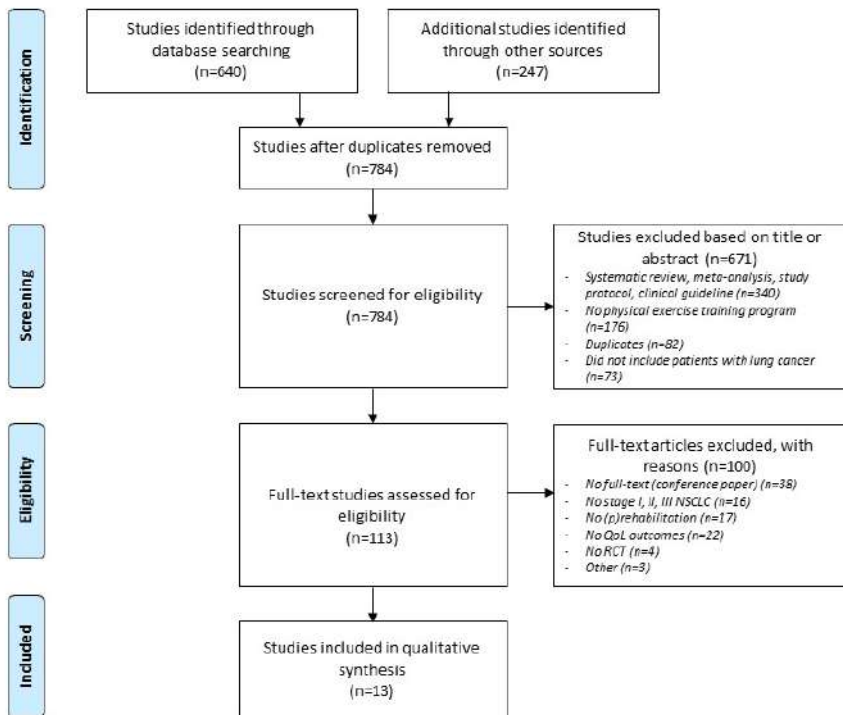 Identification
Studies identified through
database searching
(n=640)
Additional studies identified
through other sources
(n=247)
Studies after duplicates removed
(n=784)
Screening
Studies screened for eligibility
(n=784)
Studies excluded based on title or
abstract (n=671)
- Systematic review, meta-analysis, study
protocol, clinical guideline (n=340)
- No physical exercise training program
(n=176)
- Duplicates (n=82)
- Did not include patients with lung cancer
(n=73)
Eligibility
Full-text studies assessed for
eligibility
(n=113)
Full-text articles excluded, with
reasons (n=100)
- No full-text (conference paper) (n=38)
- No stage I, II, III NSCLC (n=16)
- No (p)rehabilitation (n=17)
- No QoL outcomes (n=22)
- No RCT (n=4)
- Other (n=3)
Included
Studies included in qualitative
synthesis
(n=13)